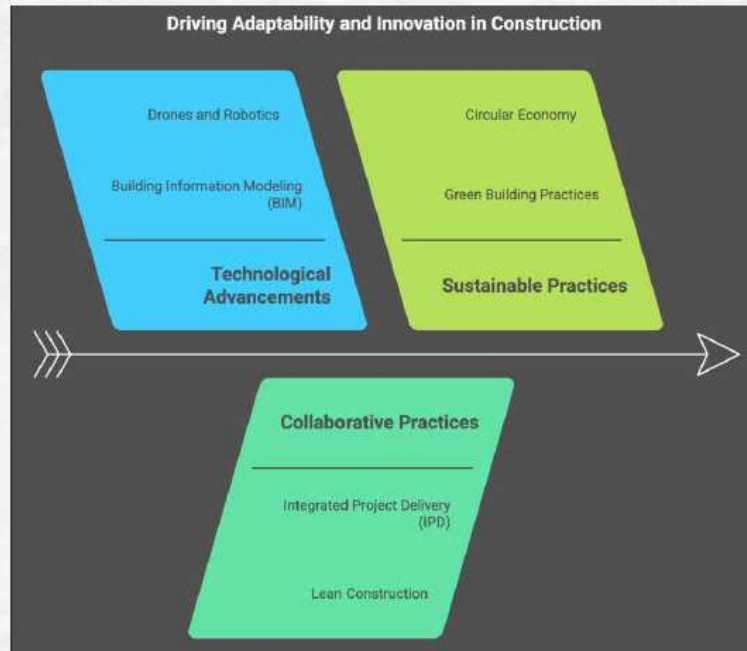 Driving Adaptability and Innovation in Construction
Drones and Robotics
Building Information Modeling
(BIM)
Technological
Advancements
Circular Economy
Green Building Practices
Sustainable Practices
Collaborative Practices
Integrated Project Delivery
(IPD)
Lean Construction